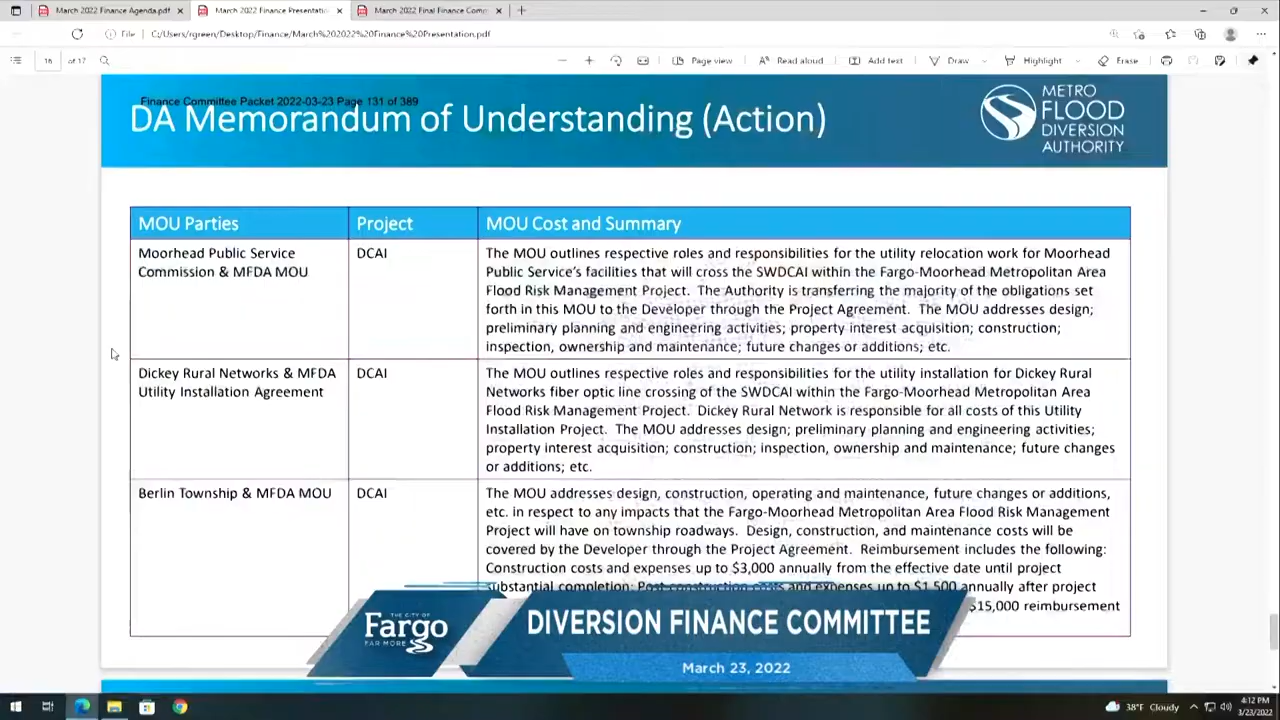 March 2022 Finance Agenda.pdf
March 2022 Finance Presentatio
March 2022 Final Finance Comm
File
C:/Users/rgreen/Desktop/Finance/March%202022%20Finance%20Presentation.pdf
16 of 17
Page view
Read aloud
Add text
Draw
Highlight
Erase
Finance Committee Packet 2022-03-23 Page 131 of 389
DA Memorandum of Understanding (Action)
METRO
FLOOD
DIVERSION
AUTHORITY
MOU Parties Project MOU Cost and Summary
Moorhead Public Service
Commission & MFDA MOU
DCAI
The MOU outlines respective roles and responsibilities for the utility relocation work for Moorhead
Public Service's facilities that will cross the SWDCAI within the Fargo-Moorhead Metropolitan Area
Flood Risk Management Project. The Authority is transferring the majority of the obligations set
forth in this MOU to the Developer through the Project Agreement. The MOU addresses design;
preliminary planning and engineering activities; property interest acquisition; construction;
inspection, ownership and maintenance; future changes or additions; etc.
Dickey Rural Networks & MFDA
Utility Installation Agreement
DCAI
The MOU outlines respective roles and responsibilities for the utility installation for Dickey Rural
Networks fiber optic line crossing of the SWDCAI within the Fargo-Moorhead Metropolitan Area
Flood Risk Management Project. Dickey Rural Network is responsible for all costs of this Utility
Installation Project. The MOU addresses design; preliminary planning and engineering activities;
property interest acquisition; construction; inspection, ownership and maintenance; future changes
or additions; etc.
Berlin Township & MFDA MOU
DCAI
The MOU addresses design, construction, operating and maintenance, future changes or additions,
etc. in respect to any impacts that the Fargo-Moorhead Metropolitan Area Flood Risk Management
Project will have on township roadways. Design, construction, and maintenance costs will be
covered by the Developer through the Project Agreement. Reimbursement includes the following:
Construction costs and expenses up to $3,000 annually from the effective date until project
substantial completion; Post-construction costs and expenses up to $1,500 annually after project
$15,000 reimbursement
THE CITY OF
Fargo
FAR MORE
DIVERSION FINANCE COMMITTEE
March 23, 2022
38°F Cloudy
4:12 PM
3/23/2022